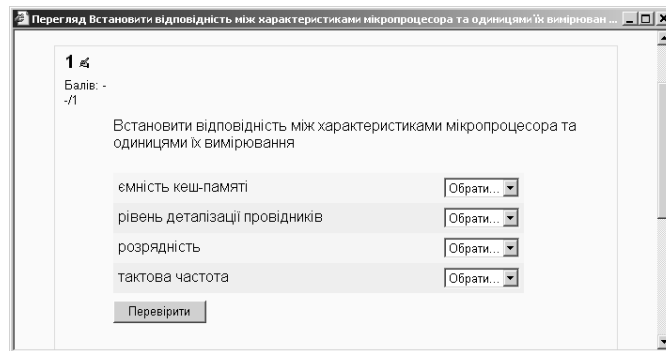 Перегляд Встановити відповідність між характеристиками мікропроцесора та одиницями їх вимірюван ...
1
Балів: -
-/1
Встановити відповідність між характеристиками мікропроцесора та
одиницями їх вимірювання
ємність кеш-памяті Обрати...
рівень деталізації провідників Обрати...
розрядність Обрати...
тактова частота Обрати...
Перевірити